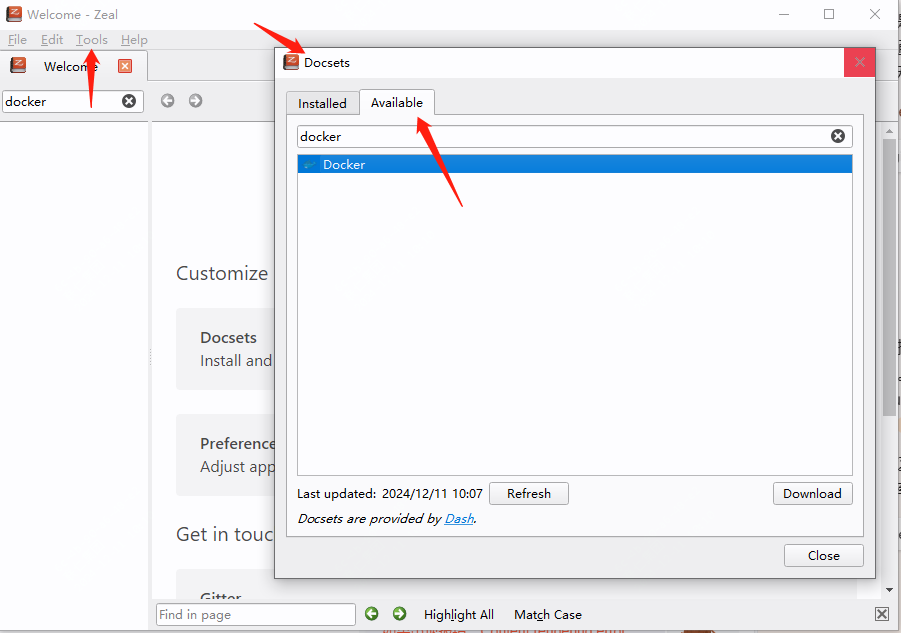 Welcome - Zeal
File Edit Tools Help
Welcome
docker
Customize
Docsets
Install and
Preference
Adjust app
Get in touc
Gitter
Find in page
Highlight All
Match Case
Docsets
Installed
Available
docker
Docker
Last updated: 2024/12/11 10:07
Refresh
Download
Docsets are provided by Dash.
Close